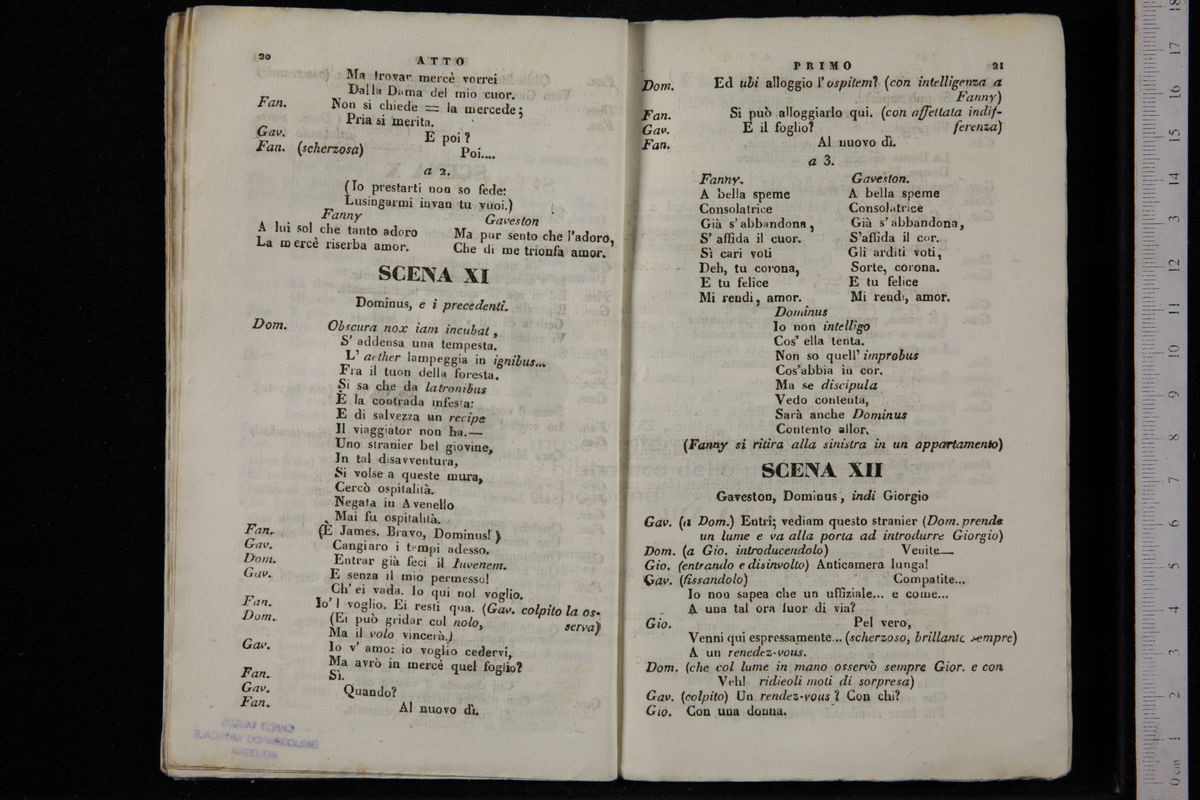 20
ATTO
Ma trovar mercè vorrei
Dalla Dama del mio cuor.
Fan. Non si chiede = la mercede;
Pria si merita.
Gav. E poi?
Fan. (scherzosa) Poi....
a 2.
(Io prestarti non so fede:
Lusingarmi invan tu vuoi.)
Fanny
A lui sol che tanto adoro
La mercè riserba amor.
Gaveston
Ma pur sento che l'adoro,
Che di me trionfa amor.
SCENA XI
Dominus, e i precedenti.
Dom. Obscura nox iam incubat,
S' addensa una tempesta.
L' aether lampeggia in ignibus...
Fra il tuon della foresta.
Si sa che da latronibus
È la contrada infesta:
E di salvezza un recipe
Il viaggiator non ha.—
Uno stranier bel giovine,
In tal disavventura,
Si volse a queste mura,
Cercò ospitalità.
Negata in Avenello
Mai fu ospitalità.
Fan. (È James. Bravo, Dominus!)
Gav. Cangiaro i tempi adesso.
Dom. Entrar già feci il Iuvenem.
Gav. E senza il mio permesso!
Ch' ei vada. Io qui nol voglio.
Fan. Io'l voglio. Ei resti qua. (Gav. colpito la os-
Dom. (Ei può gridar col nolo, serva)
Ma il volo vincerà.)
Gav. Io v' amo: io voglio cedervi,
Ma avrò in mercè quel foglio?
Fan. Sì.
Gav. Quando?
Fan. Al nuovo dì.
PRIMO
21
Dom. Ed ubi alloggio l'ospitem? (con intelligenza a
Fanny)
Fan. Si può alloggiarlo qui. (con affettata indif-
Gav. E il foglio? ferenza)
Fan. Al nuovo dì.
a 3.
Fanny.
A bella speme
Consolatrice
Già s'abbandona,
S' affida il cuor.
Sì cari voti
Deh, tu corona,
E tu felice
Mi rendi, amor.
Gaveston.
A bella speme
Consolatrice
Già s'abbandona,
S'affida il cor.
Gli arditi voti,
Sorte, corona.
E tu felice
Mi rendi, amor.
Dominus
Io non intelligo
Cos' ella tenta.
Non so quell' improbus
Cos'abbia in cor.
Ma se discipula
Vedo contenta,
Sarà anche Dominus
Contento allor.
(Fanny si ritira alla sinistra in un appartamento)
SCENA XII
Gaveston, Dominus, indi Giorgio
Gav. (a Dom.) Entri; vediam questo stranier (Dom. prende
un lume e va alla porta ad introdurre Giorgio)
Dom. (a Gio. introducendolo) Venite—
Gio. (entrando e disinvolto) Anticamera lunga!
Gav. (fissandolo) Compatite...
Io non sapea che un uffiziale... e come...
A una tal ora fuor di via?
Gio. Pel vero,
Venni qui espressamente... (scherzoso, brillante sempre)
A un renedez-vous.
Dom. (che col lume in mano osservò sempre Gior. e con
Veh! ridicoli moti di sorpresa)
Gav. (colpito) Un rendez-vous? Con chi?
Gio. Con una donna.